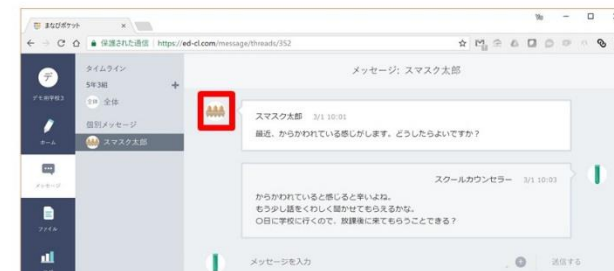 まなびポケット
保護された通信 https://ed-cl.com/message/threads/352
タイムライン
5年3組
全体
個別メッセージ
スマスク太郎
ホーム
メッセージ
ファイル
メッセージ: スマスク太郎
スマスク太郎 3/1 10:01
最近、からかわれている感じがします。どうしたらよいですか？
スクールカウンセラー 3/1 10:03
からかわれていると感じると辛いよね。
もう少し話をくわしく聞かせてもらえるかな。
〇日に学校に行くので、放課後に来てもらうことできる？
メッセージを入力
送信する